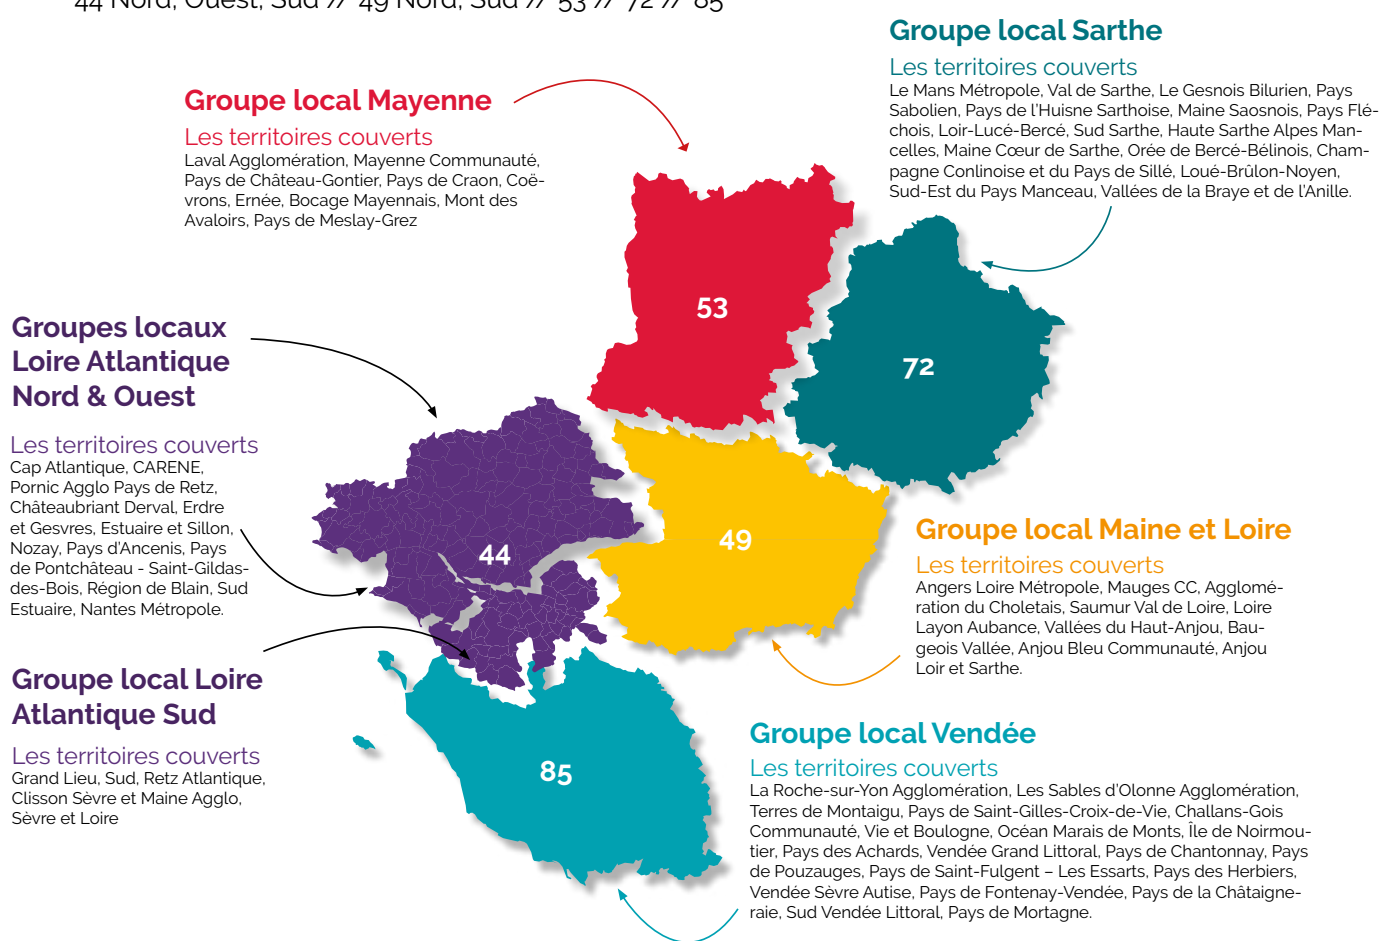 44 Nord, Ouest, Sud // 49 Nord, Sud // 53 // 72 // 85
Groupe local Sarthe
Les territoires couverts
Le Mans Métropole, Val de Sarthe, Le Gesnois Bilurien, Pays
Sabolien, Pays de l'Huisne Sarthoise, Maine Saosnois, Pays Flé-
chois, Loir-Lucé-Bercé, Sud Sarthe, Haute Sarthe Alpes Man-
celles, Maine Cœur de Sarthe, Orée de Bercé-Bélinois, Cham-
pagne Conlinoise et du Pays de Sillé, Loué-Brûlon-Noyen,
Sud-Est du Pays Manceau, Vallées de la Braye et de l'Anille.
Groupe local Mayenne
Les territoires couverts
Laval Agglomération, Mayenne Communauté,
Pays de Château-Gontier, Pays de Craon, Coë-
vrons, Ernée, Bocage Mayennais, Mont des
Avaloirs, Pays de Meslay-Grez
53
72
Groupes locaux
Loire Atlantique
Nord & Ouest
Les territoires couverts
Cap Atlantique, CARENE,
Pornic Agglo Pays de Retz,
Châteaubriant Derval, Erdre
et Gesvres, Estuaire et Sillon,
Nozay, Pays d'Ancenis, Pays
de Pontchâteau - Saint-Gildas-
des-Bois, Région de Blain, Sud
Estuaire, Nantes Métropole.
44
49
Groupe local Maine et Loire
Les territoires couverts
Angers Loire Métropole, Mauges CC, Agglomé-
ration du Choletais, Saumur Val de Loire, Loire
Layon Aubance, Vallées du Haut-Anjou, Bau-
geois Vallée, Anjou Bleu Communauté, Anjou
Loir et Sarthe.
Groupe local Loire
Atlantique Sud
Les territoires couverts
Grand Lieu, Sud, Retz Atlantique,
Clisson Sèvre et Maine Agglo,
Sèvre et Loire
85
Groupe local Vendée
Les territoires couverts
La Roche-sur-Yon Agglomération, Les Sables d'Olonne Agglomération,
Terres de Montaigu, Pays de Saint-Gilles-Croix-de-Vie, Challans-Gois
Communauté, Vie et Boulogne, Océan Marais de Monts, Île de Noirmou-
tier, Pays des Achards, Vendée Grand Littoral, Pays de Chantonnay, Pays
de Pouzauges, Pays de Saint-Fulgent – Les Essarts, Pays des Herbiers,
Vendée Sèvre Autise, Pays de Fontenay-Vendée, Pays de la Châtaigne-
raie, Sud Vendée Littoral, Pays de Mortagne.